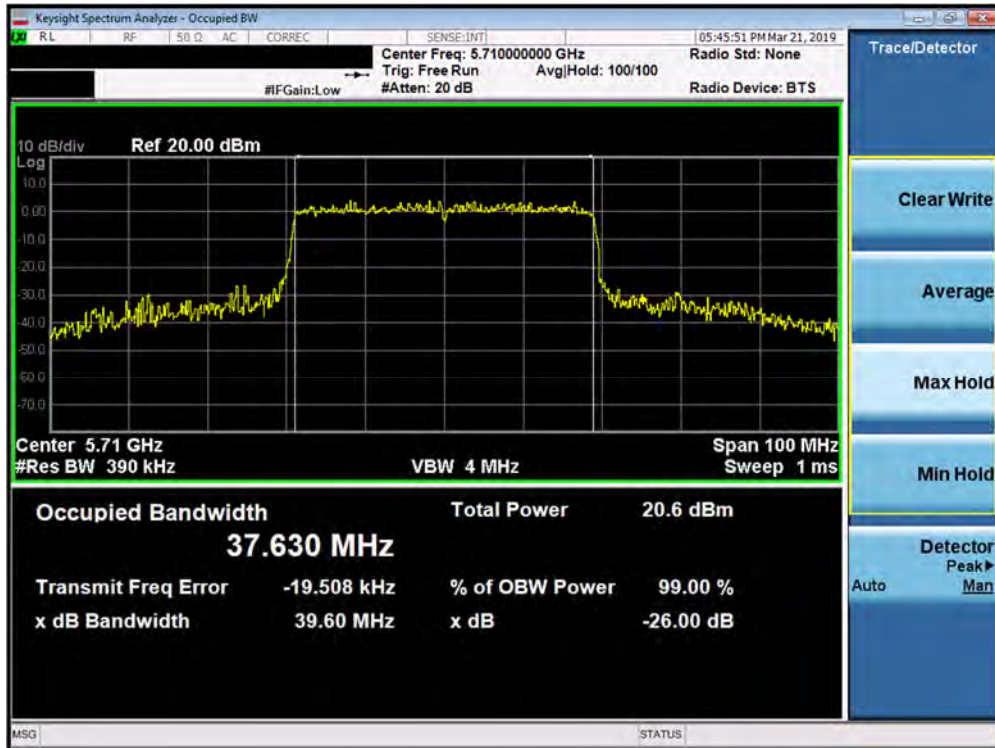 Keysight Spectrum Analyzer - Occupied BW
LXI RL RF 50 Ω AC CORREC SENSE:INT 05:45:51 PM Mar 21, 2019
Center Freq: 5.710000000 GHz Radio Std: None
Trig: Free Run Avg|Hold: 100/100
#IFGain:Low #Atten: 20 dB Radio Device: BTS
10 dB/div Ref 20.00 dBm
Log
10.0
0.00
-10.0
-20.0
-30.0
-40.0
-50.0
-60.0
-70.0
Center 5.71 GHz Span 100 MHz
#Res BW 390 kHz VBW 4 MHz Sweep 1 ms
Occupied Bandwidth Total Power 20.6 dBm
37.630 MHz
Transmit Freq Error -19.508 kHz % of OBW Power 99.00 %
x dB Bandwidth 39.60 MHz x dB -26.00 dB
MSG STATUS
Trace/Detector
Clear Write
Average
Max Hold
Min Hold
Detector
Peak▶
Auto Man